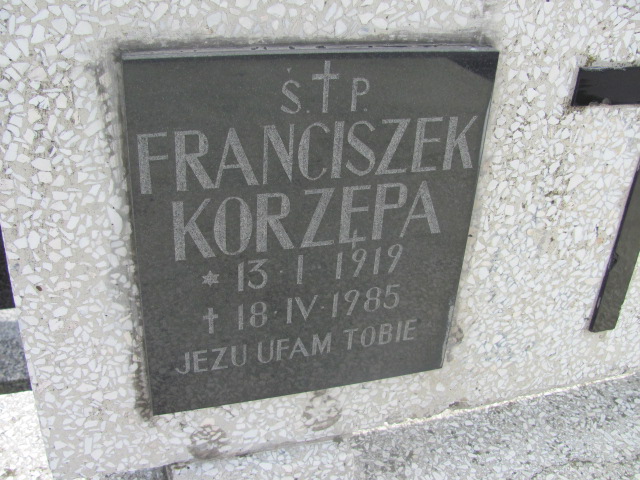 Ś. † P.
FRANCISZEK
KORZĘPA
* 13 · I · 1919
† 18 · IV · 1985
JEZU UFAM TOBIE